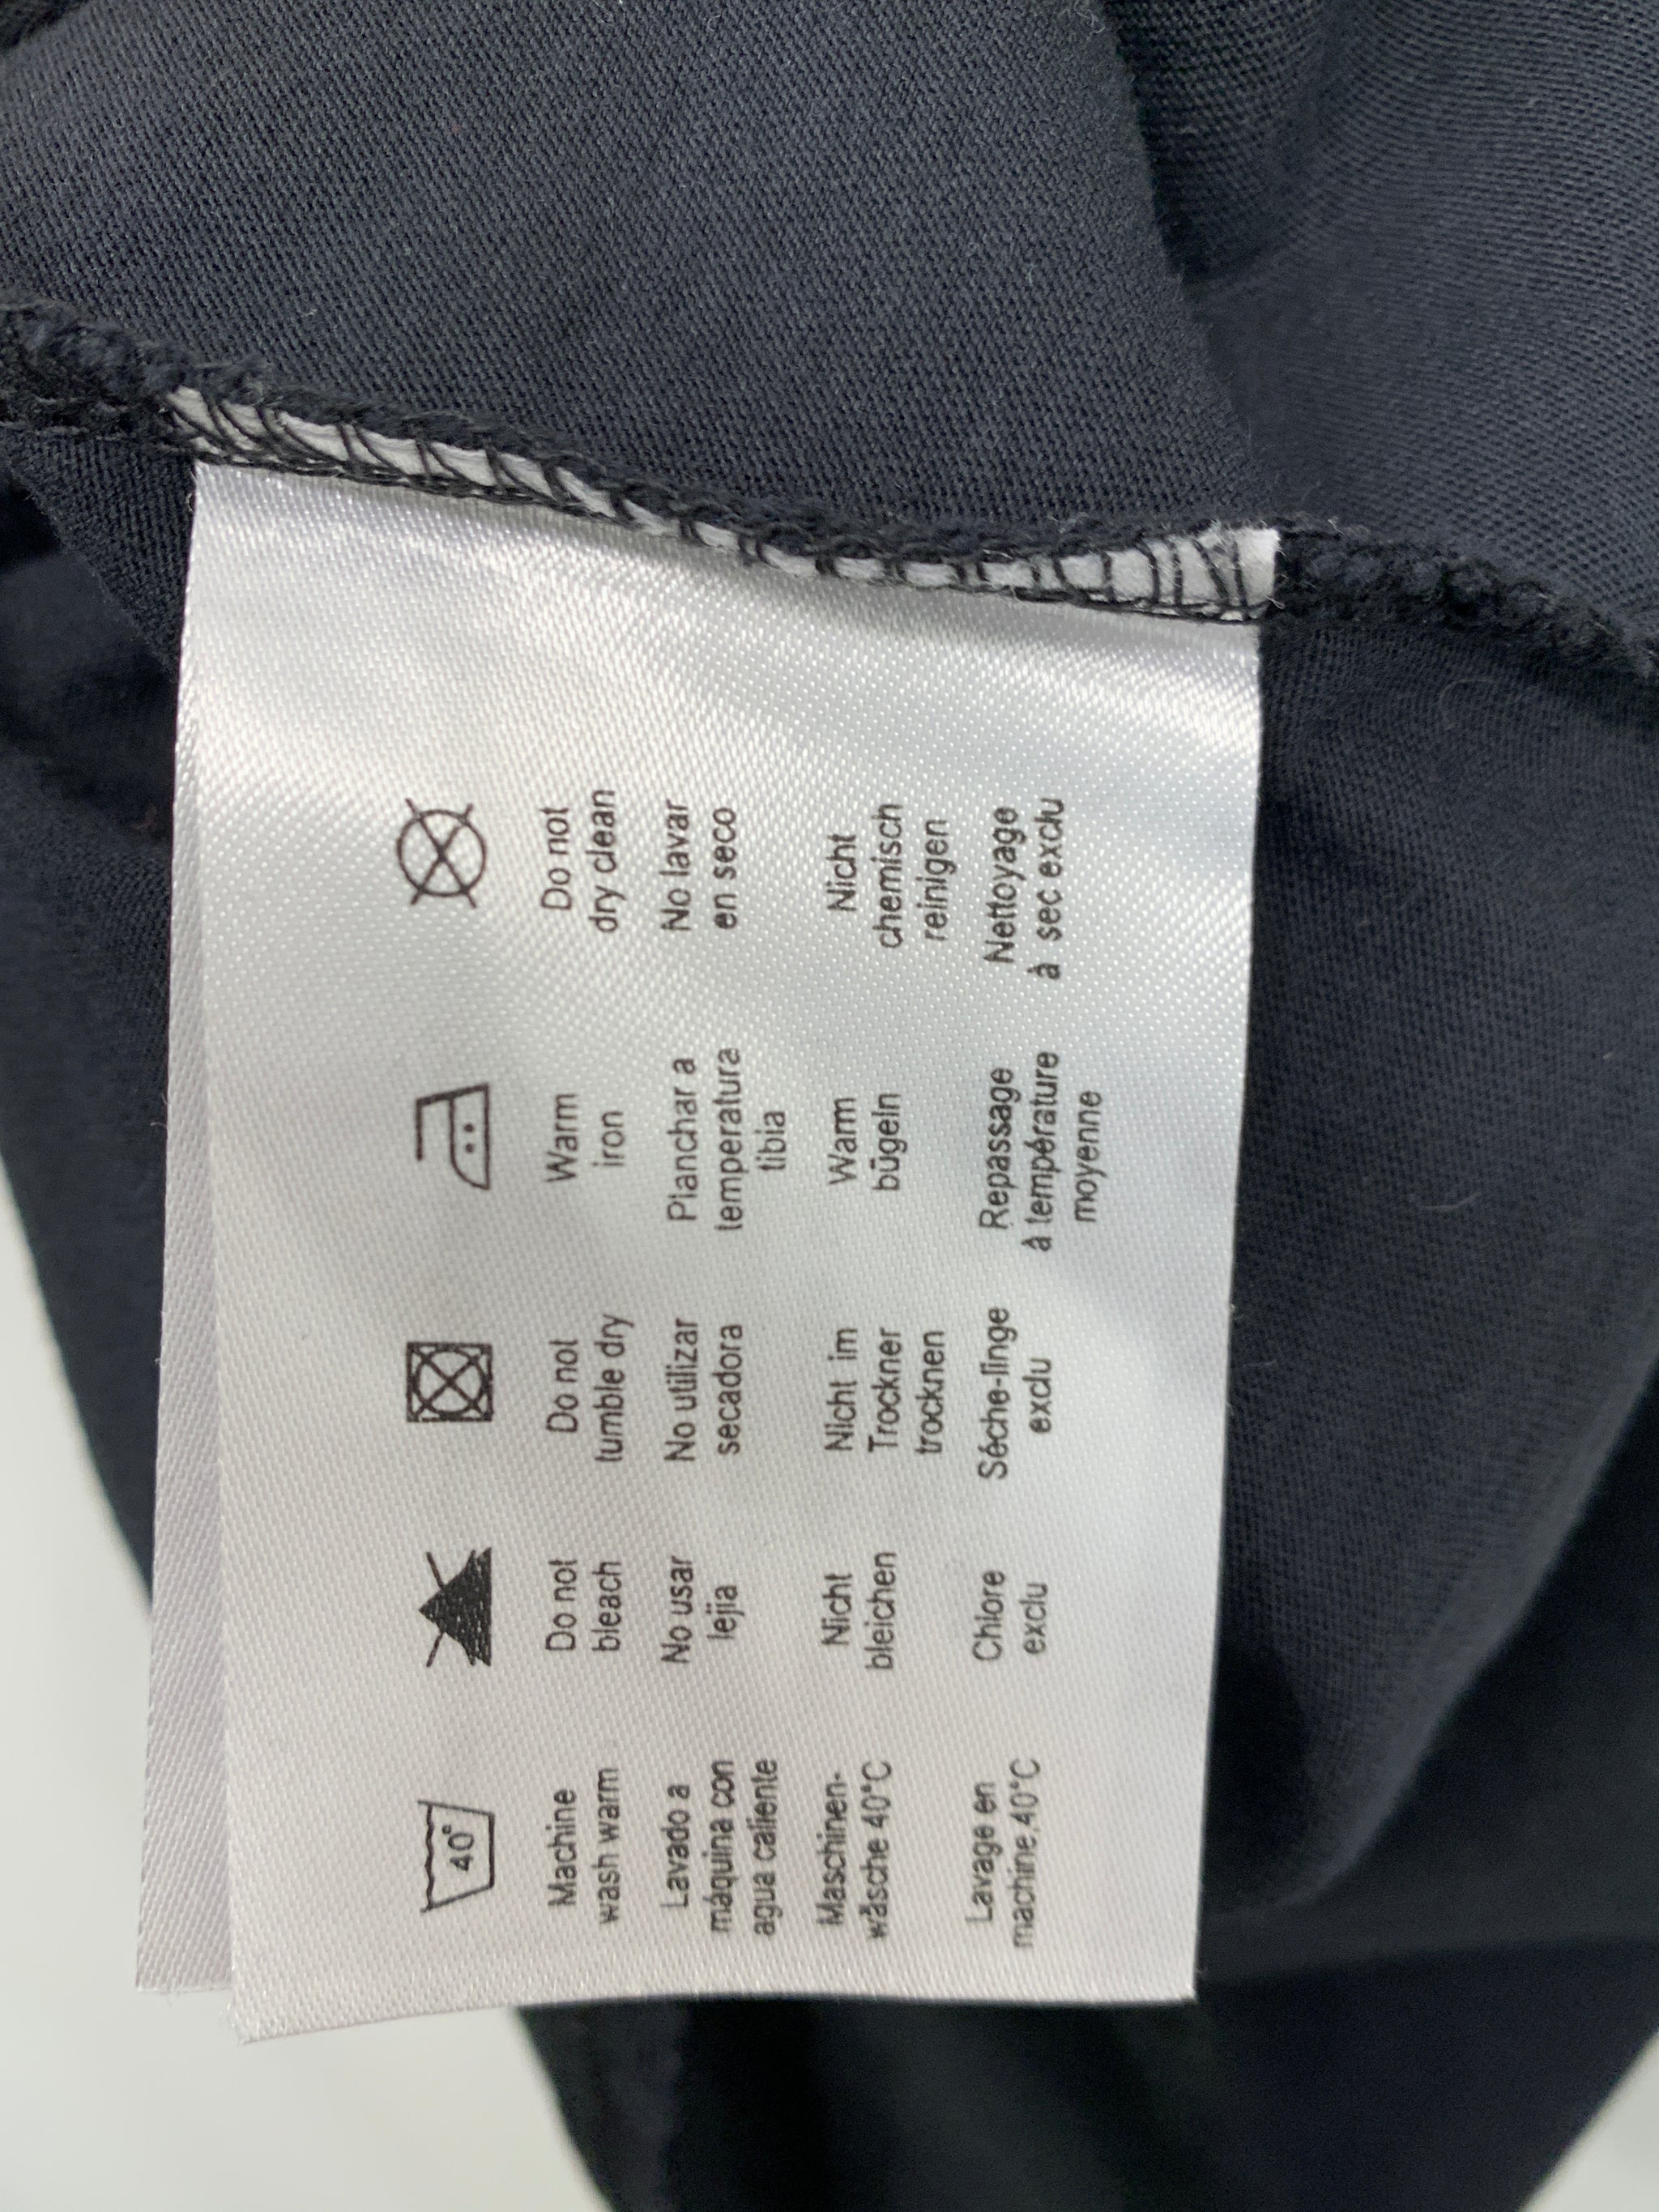 40°
Machine
wash warm
Lavado a
máquina con
agua caliente
Maschinen-
wäsche 40°C
Lavage en
machine,40°C
Do not
bleach
No usar
lejia
Nicht
bleichen
Chlore
exclu
Do not
tumble dry
No utilizar
secadora
Nicht im
Trockner
trocknen
Séche-linge
exclu
Warm
iron
Planchar a
temperatura
tibia
Warm
bügeln
Repassage
à température
moyenne
Do not
dry clean
No lavar
en seco
Nicht
chemisch
reinigen
Nettoyage
à sec exclu